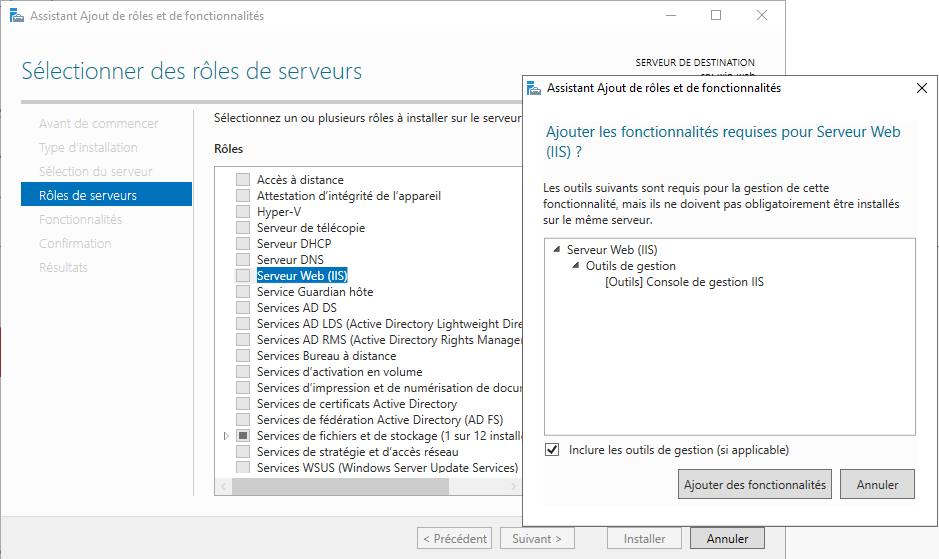 Assistant Ajout de rôles et de fonctionnalités
Sélectionner des rôles de serveurs
SERVEUR DE DESTINATION
Avant de commencer
Type d'installation
Sélection du serveur
Rôles de serveurs
Fonctionnalités
Confirmation
Résultats
Sélectionnez un ou plusieurs rôles à installer sur le serveur
Rôles
Accès à distance
Attestation d'intégrité de l'appareil
Hyper-V
Serveur de télécopie
Serveur DHCP
Serveur DNS
Serveur Web (IIS)
Service Guardian hôte
Services AD DS
Services AD LDS (Active Directory Lightweight Dire
Services AD RMS (Active Directory Rights Manager
Services Bureau à distance
Services d'activation en volume
Services d'impression et de numérisation de docu
Services de certificats Active Directory
Services de fédération Active Directory (AD FS)
Services de fichiers et de stockage (1 sur 12 installé
Services de stratégie et d'accès réseau
Services WSUS (Windows Server Update Services)
< Précédent
Suivant >
Installer
Annuler
Assistant Ajout de rôles et de fonctionnalités
Ajouter les fonctionnalités requises pour Serveur Web
(IIS) ?
Les outils suivants sont requis pour la gestion de cette
fonctionnalité, mais ils ne doivent pas obligatoirement être installés
sur le même serveur.
Serveur Web (IIS)
Outils de gestion
[Outils] Console de gestion IIS
Inclure les outils de gestion (si applicable)
Ajouter des fonctionnalités
Annuler